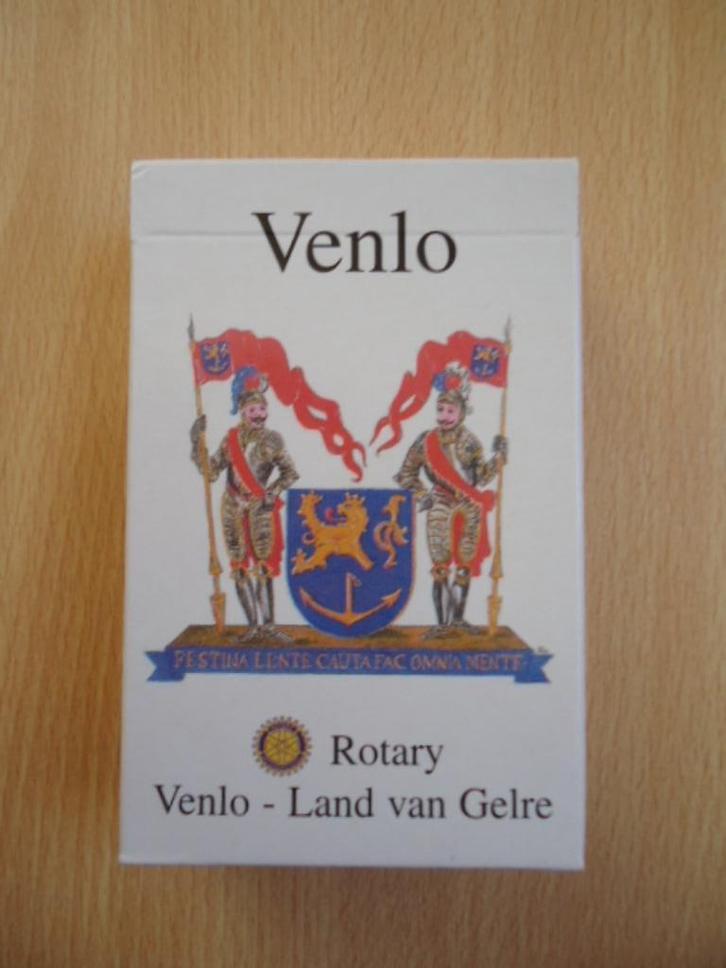 Venlo
FESTINA LENTE CAUTA FAC OMNIA MENTE
Rotary
Venlo - Land van Gelre